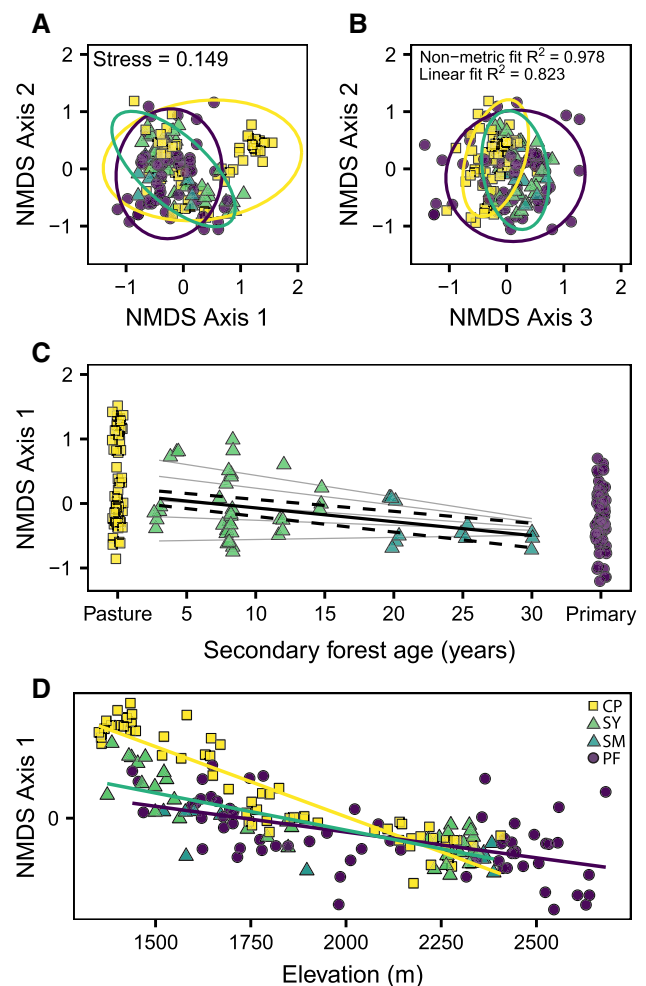 A
B
Stress = 0.149
Non−metric fit R² = 0.978
Linear fit R² = 0.823
NMDS Axis 2
2
1
0
−1
NMDS Axis 2
2
1
0
−1
−1 0 1 2
−1 0 1 2
NMDS Axis 1
NMDS Axis 3
C
NMDS Axis 1
2
1
0
−1
Pasture 5 10 15 20 25 30 Primary
Secondary forest age (years)
D
NMDS Axis 1
0
CP
SY
SM
PF
1500 1750 2000 2250 2500
Elevation (m)